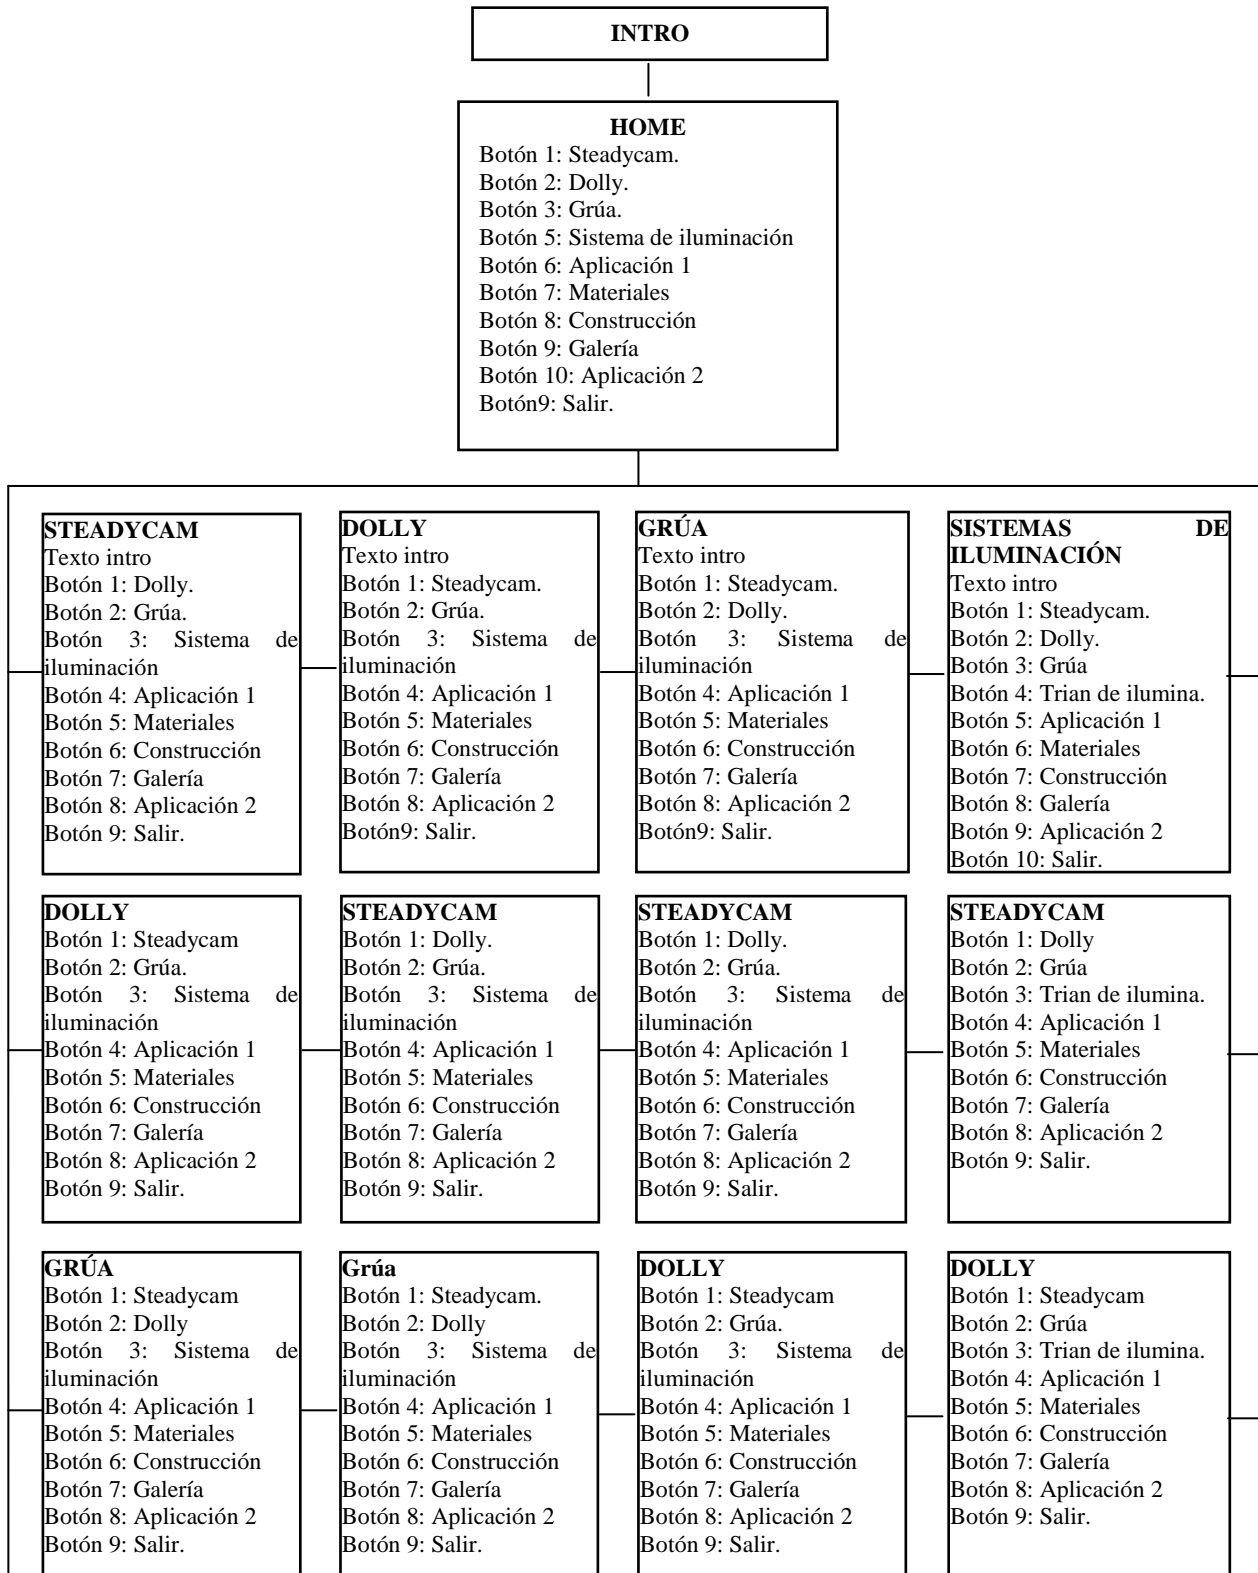 INTRO
HOME
Botón 1: Steadycam.
Botón 2: Dolly.
Botón 3: Grúa.
Botón 5: Sistema de iluminación
Botón 6: Aplicación 1
Botón 7: Materiales
Botón 8: Construcción
Botón 9: Galería
Botón 10: Aplicación 2
Botón9: Salir.
STEADYCAM
Texto intro
Botón 1: Dolly.
Botón 2: Grúa.
Botón 3: Sistema de
iluminación
Botón 4: Aplicación 1
Botón 5: Materiales
Botón 6: Construcción
Botón 7: Galería
Botón 8: Aplicación 2
Botón 9: Salir.
DOLLY
Texto intro
Botón 1: Steadycam.
Botón 2: Grúa.
Botón 3: Sistema de
iluminación
Botón 4: Aplicación 1
Botón 5: Materiales
Botón 6: Construcción
Botón 7: Galería
Botón 8: Aplicación 2
Botón9: Salir.
GRÚA
Texto intro
Botón 1: Steadycam.
Botón 2: Dolly.
Botón 3: Sistema de
iluminación
Botón 4: Aplicación 1
Botón 5: Materiales
Botón 6: Construcción
Botón 7: Galería
Botón 8: Aplicación 2
Botón9: Salir.
SISTEMAS DE
ILUMINACIÓN
Texto intro
Botón 1: Steadycam.
Botón 2: Dolly.
Botón 3: Grúa
Botón 4: Trian de ilumina.
Botón 5: Aplicación 1
Botón 6: Materiales
Botón 7: Construcción
Botón 8: Galería
Botón 9: Aplicación 2
Botón 10: Salir.
DOLLY
Botón 1: Steadycam
Botón 2: Grúa.
Botón 3: Sistema de
iluminación
Botón 4: Aplicación 1
Botón 5: Materiales
Botón 6: Construcción
Botón 7: Galería
Botón 8: Aplicación 2
Botón 9: Salir.
STEADYCAM
Botón 1: Dolly.
Botón 2: Grúa.
Botón 3: Sistema de
iluminación
Botón 4: Aplicación 1
Botón 5: Materiales
Botón 6: Construcción
Botón 7: Galería
Botón 8: Aplicación 2
Botón 9: Salir.
STEADYCAM
Botón 1: Dolly.
Botón 2: Grúa.
Botón 3: Sistema de
iluminación
Botón 4: Aplicación 1
Botón 5: Materiales
Botón 6: Construcción
Botón 7: Galería
Botón 8: Aplicación 2
Botón 9: Salir.
STEADYCAM
Botón 1: Dolly
Botón 2: Grúa
Botón 3: Trian de ilumina.
Botón 4: Aplicación 1
Botón 5: Materiales
Botón 6: Construcción
Botón 7: Galería
Botón 8: Aplicación 2
Botón 9: Salir.
GRÚA
Botón 1: Steadycam
Botón 2: Dolly
Botón 3: Sistema de
iluminación
Botón 4: Aplicación 1
Botón 5: Materiales
Botón 6: Construcción
Botón 7: Galería
Botón 8: Aplicación 2
Botón 9: Salir.
Grúa
Botón 1: Steadycam.
Botón 2: Dolly
Botón 3: Sistema de
iluminación
Botón 4: Aplicación 1
Botón 5: Materiales
Botón 6: Construcción
Botón 7: Galería
Botón 8: Aplicación 2
Botón 9: Salir.
DOLLY
Botón 1: Steadycam
Botón 2: Grúa.
Botón 3: Sistema de
iluminación
Botón 4: Aplicación 1
Botón 5: Materiales
Botón 6: Construcción
Botón 7: Galería
Botón 8: Aplicación 2
Botón 9: Salir.
DOLLY
Botón 1: Steadycam
Botón 2: Grúa
Botón 3: Trian de ilumina.
Botón 4: Aplicación 1
Botón 5: Materiales
Botón 6: Construcción
Botón 7: Galería
Botón 8: Aplicación 2
Botón 9: Salir.